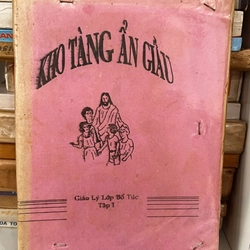 KHO TÀNG ẨN GIẤU
Giáo Lý Lớp Bổ Túc
Tập I